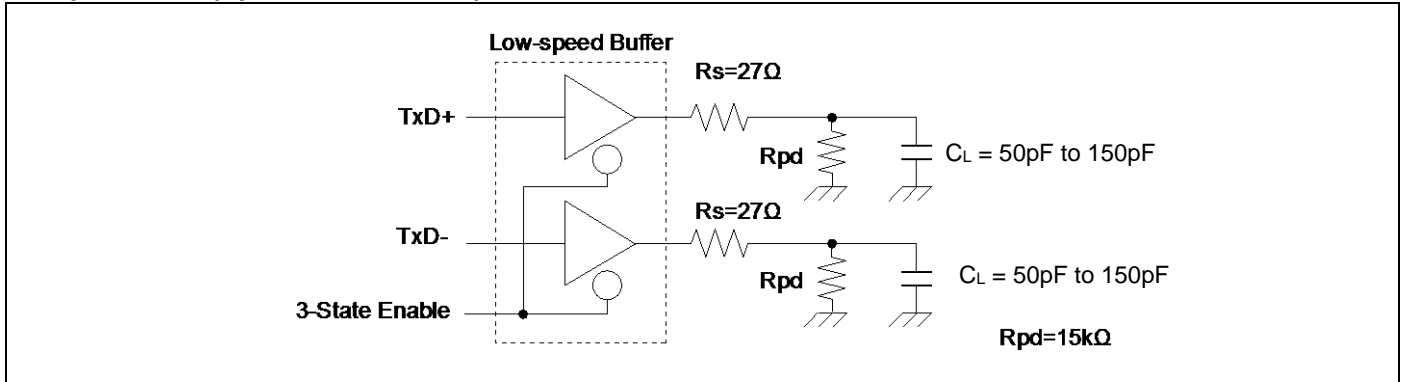 Low-speed Buffer
Rs=27Ω
TxD+
Rpd
CL = 50pF to 150pF
Rs=27Ω
TxD-
Rpd
CL = 50pF to 150pF
3-State Enable
Rpd=15kΩ